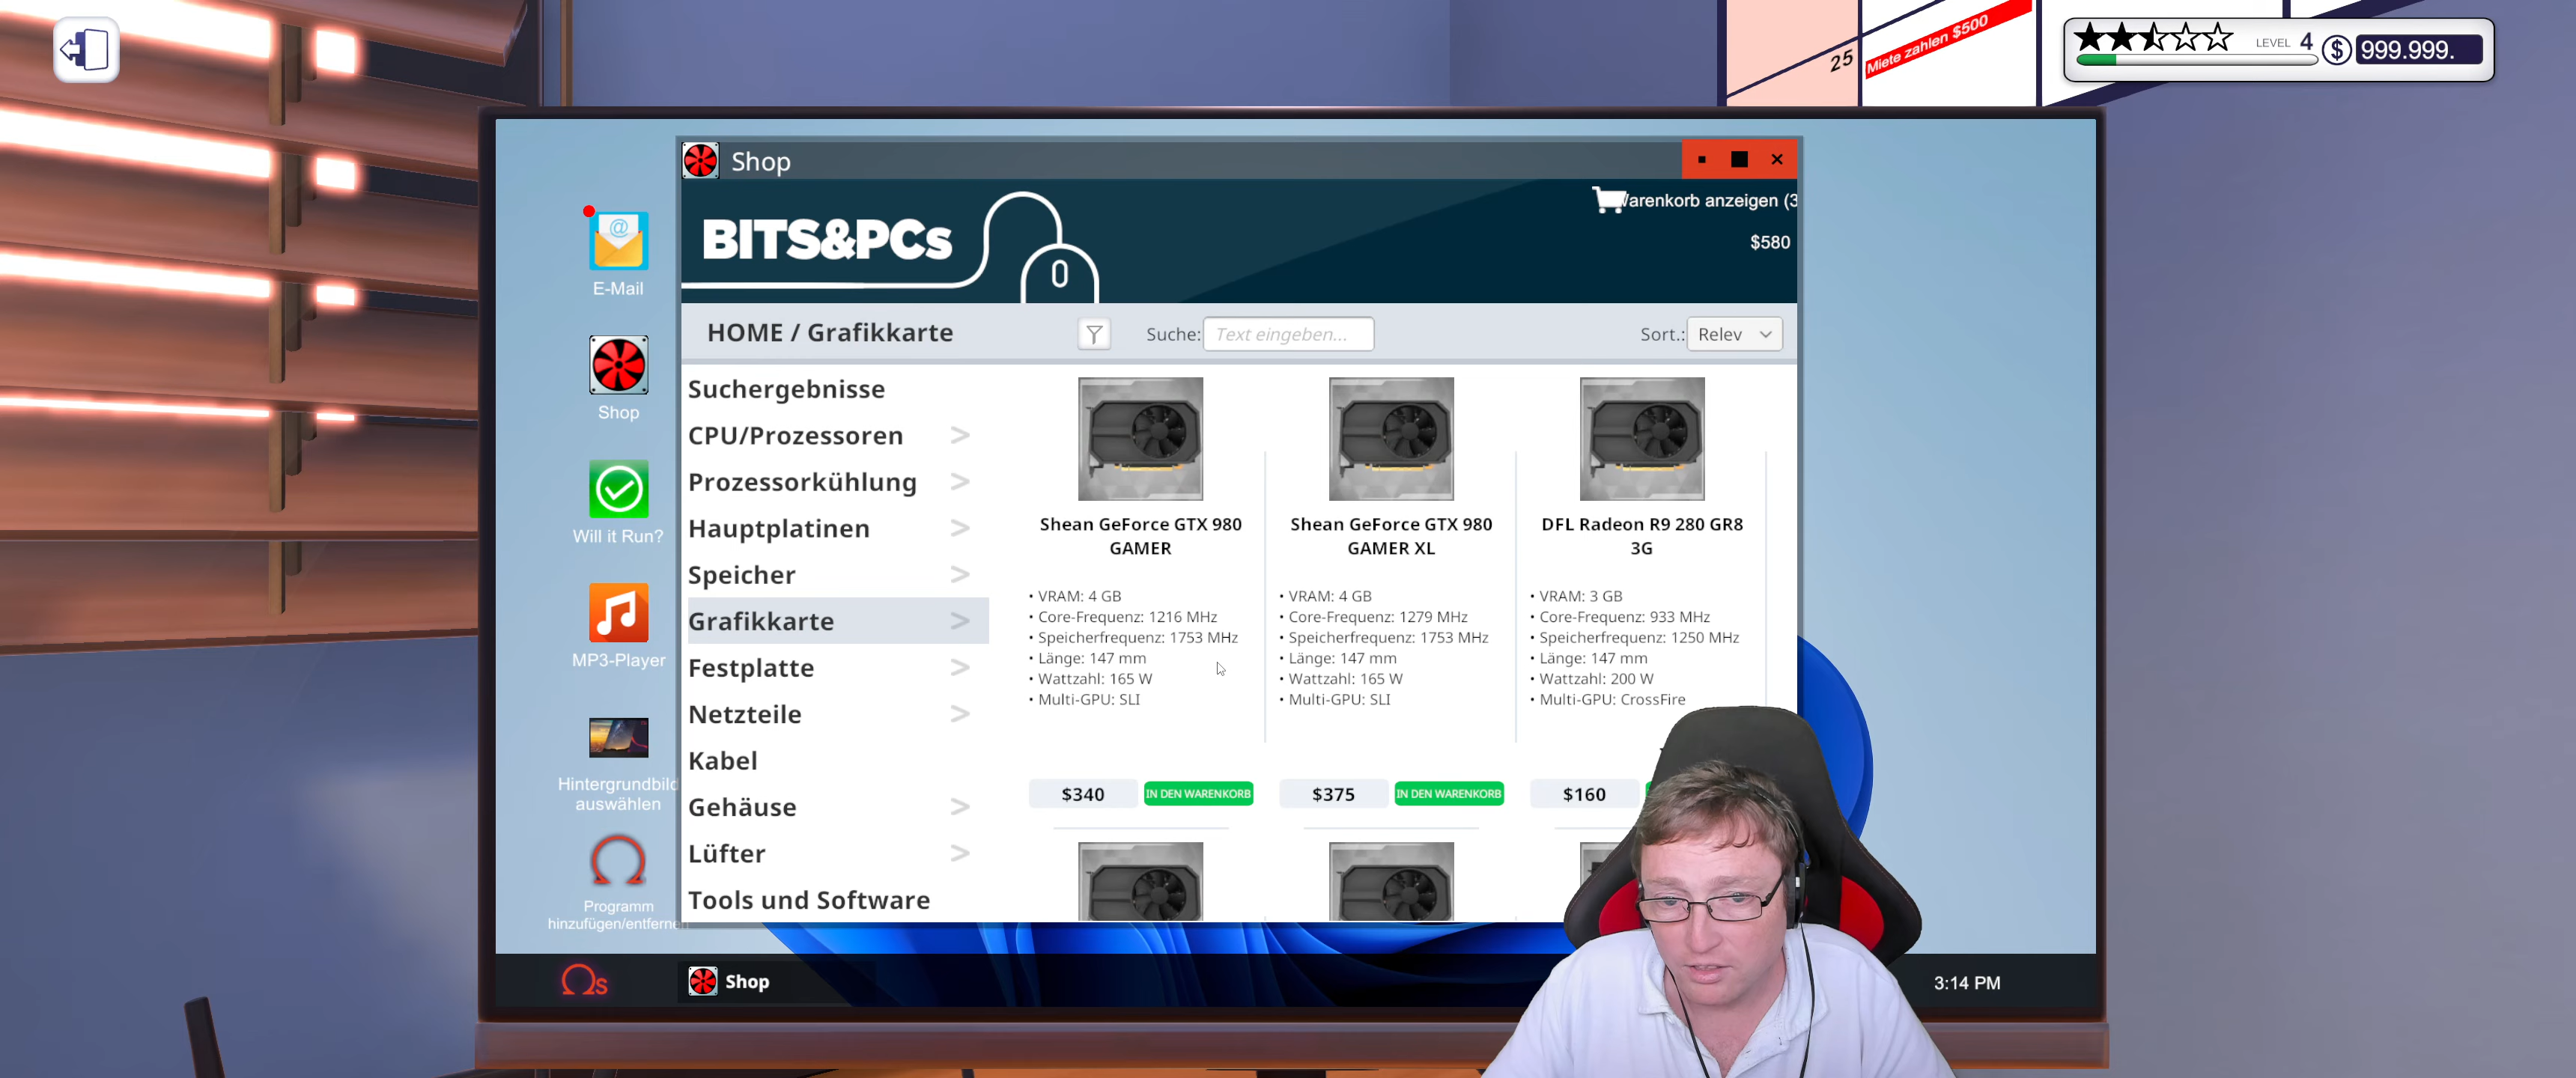 25
Miete zahlen $500
LEVEL 4
$ 999.999.
Shop
BITS&PCs
arenkorb anzeigen (3
$580
HOME / Grafikkarte
Suche: Text eingeben...
Sort.: Relev
E-Mail
Shop
Will it Run?
MP3-Player
Hintergrundbild
auswählen
Programm
hinzufügen/entferne
Suchergebnisse
CPU/Prozessoren >
Prozessorkühlung >
Hauptplatinen >
Speicher >
Grafikkarte >
Festplatte >
Netzteile >
Kabel
Gehäuse >
Lüfter >
Tools und Software
Shean GeForce GTX 980
GAMER
• VRAM: 4 GB
• Core-Frequenz: 1216 MHz
• Speicherfrequenz: 1753 MHz
• Länge: 147 mm
• Wattzahl: 165 W
• Multi-GPU: SLI
$340 IN DEN WARENKORB
Shean GeForce GTX 980
GAMER XL
• VRAM: 4 GB
• Core-Frequenz: 1279 MHz
• Speicherfrequenz: 1753 MHz
• Länge: 147 mm
• Wattzahl: 165 W
• Multi-GPU: SLI
$375 IN DEN WARENKORB
DFL Radeon R9 280 GR8
3G
• VRAM: 3 GB
• Core-Frequenz: 933 MHz
• Speicherfrequenz: 1250 MHz
• Länge: 147 mm
• Wattzahl: 200 W
• Multi-GPU: CrossFire
$160
Ωs
Shop
3:14 PM